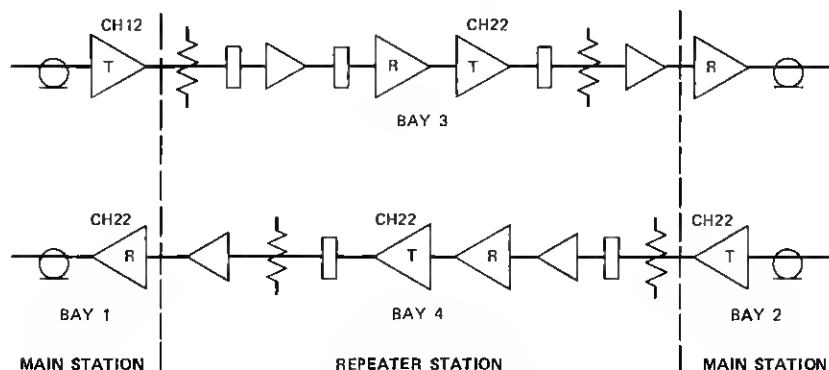 CH12 CH22
T R T R
BAY 3
CH22 CH22 CH22
R T R T
BAY 1 BAY 4 BAY 2
MAIN STATION REPEATER STATION MAIN STATION